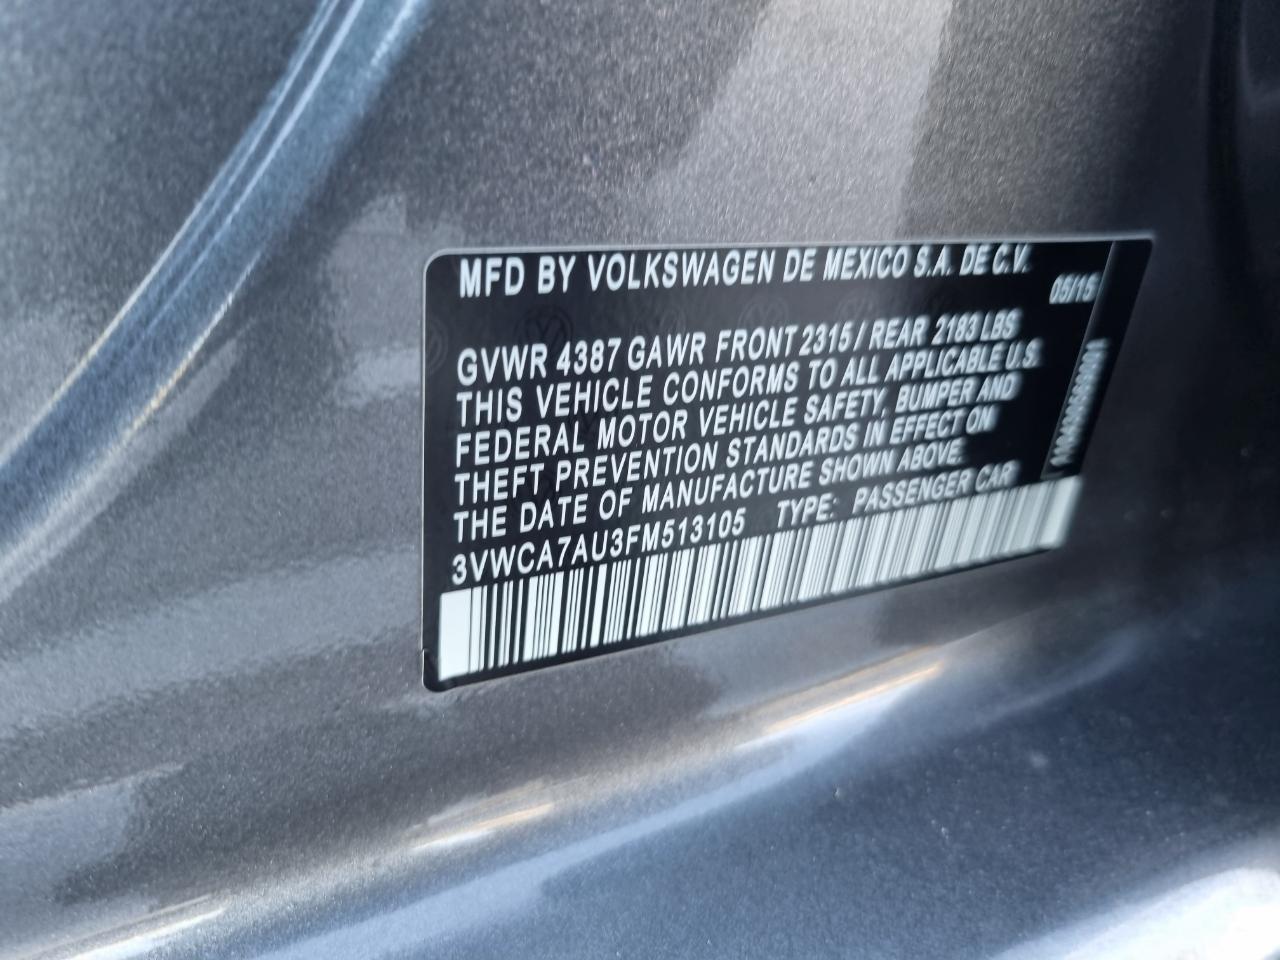 MFD BY VOLKSWAGEN DE MEXICO S.A. DE C.V.
05/15
GVWR 4387 GAWR FRONT 2315 / REAR 2183 LBS
THIS VEHICLE CONFORMS TO ALL APPLICABLE U.S.
FEDERAL MOTOR VEHICLE SAFETY, BUMPER AND
THEFT PREVENTION STANDARDS IN EFFECT ON
THE DATE OF MANUFACTURE SHOWN ABOVE.
3VWCA7AU3FM513105 TYPE: PASSENGER CAR